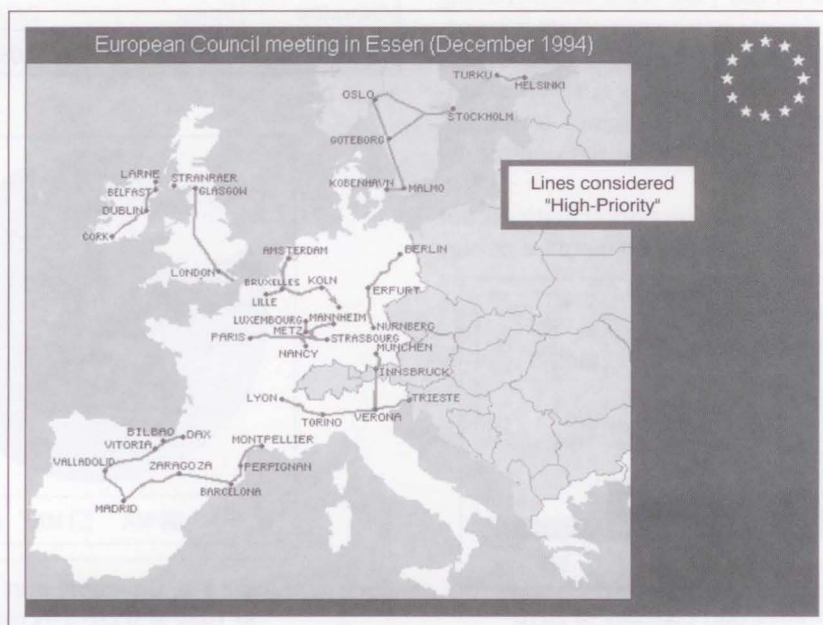 European Council meeting in Essen (December 1994)
TURKU
HELSINKI
OSLO
STOCKHOLM
GOTEBORG
LARNE
STRANRAER
BELFAST
GLASGOW
KOBENHAVN
MALMO
Lines considered
"High-Priority"
DUBLIN
CORK
AMSTERDAM
BERLIN
LONDON
BRUXELLES
KOLN
ERFURT
LILLE
LUXEMBOURG
MANNHEIM
NURNBERG
METZ
PARIS
STRASBOURG
MUNCHEN
NANCY
INNSBRUCK
LYON
TRIESTE
TORINO
VERONA
BILBAO
DAX
VITORIA
MONTPELLIER
VALLADOLID
ZARAGOZA
PERPIGNAN
BARCELONA
MADRID